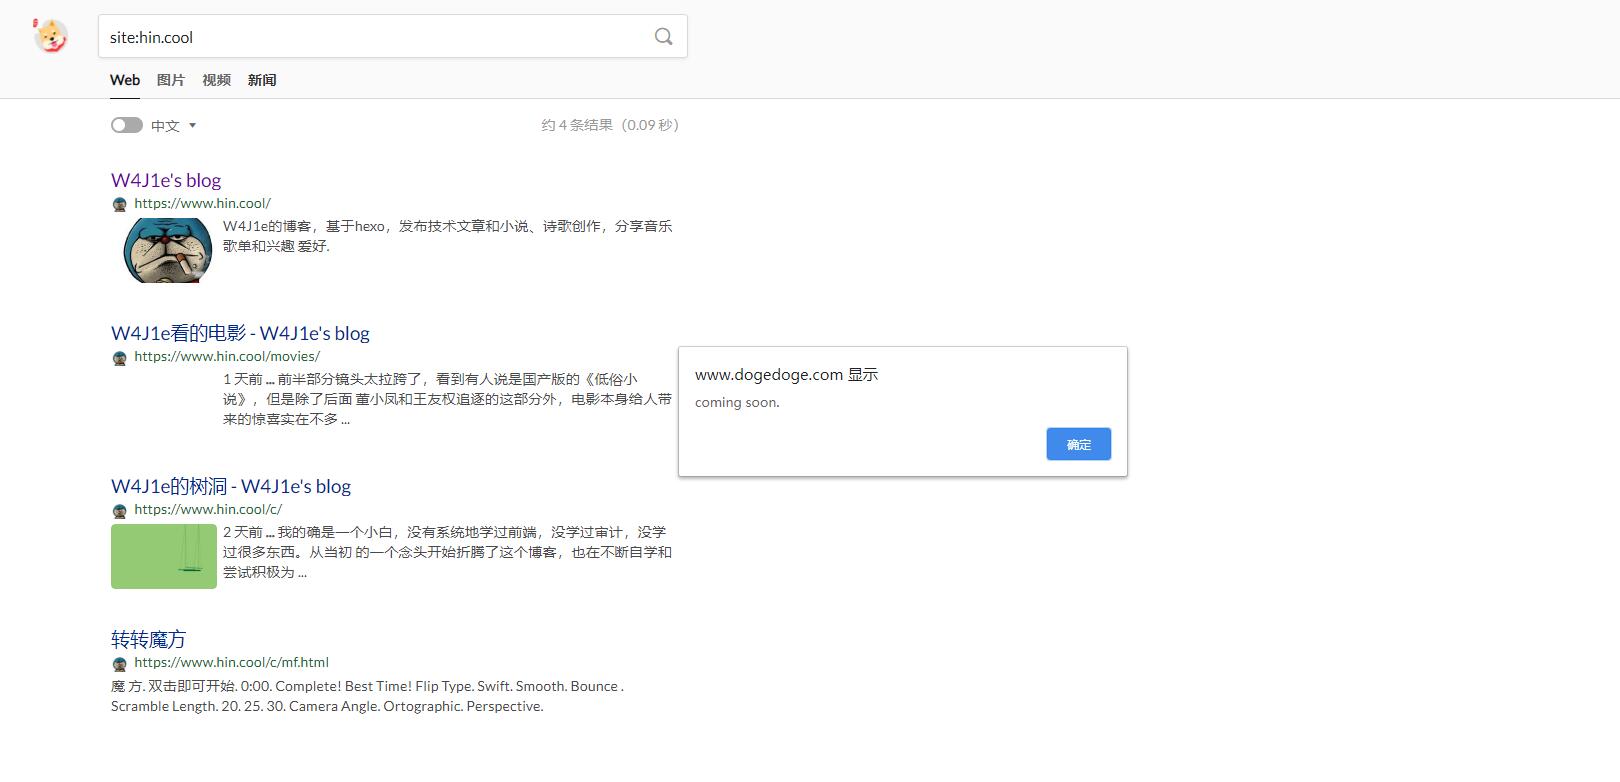 site:hin.cool
Web 图片 视频 新闻
中文 约 4 条结果（0.09 秒）
W4J1e's blog
https://www.hin.cool/
W4J1e的博客，基于hexo，发布技术文章和小说、诗歌创作，分享音乐
歌单和兴趣 爱好.
W4J1e看的电影 - W4J1e's blog
https://www.hin.cool/movies/
1 天前 ... 前半部分镜头太拉跨了，看到有人说是国产版的《低俗小
说》，但是除了后面 董小凤和王友权追逐的这部分外，电影本身给人带
来的惊喜实在不多 ...
www.dogedoge.com 显示
coming soon.
确定
W4J1e的树洞 - W4J1e's blog
https://www.hin.cool/c/
2 天前 ... 我的确是一个小白，没有系统地学过前端，没学过审计，没学
过很多东西。从当初 的一个念头开始折腾了这个博客，也在不断自学和
尝试积极为 ...
转转魔方
https://www.hin.cool/c/mf.html
魔 方. 双击即可开始. 0:00. Complete! Best Time! Flip Type. Swift. Smooth. Bounce .
Scramble Length. 20. 25. 30. Camera Angle. Ortographic. Perspective.